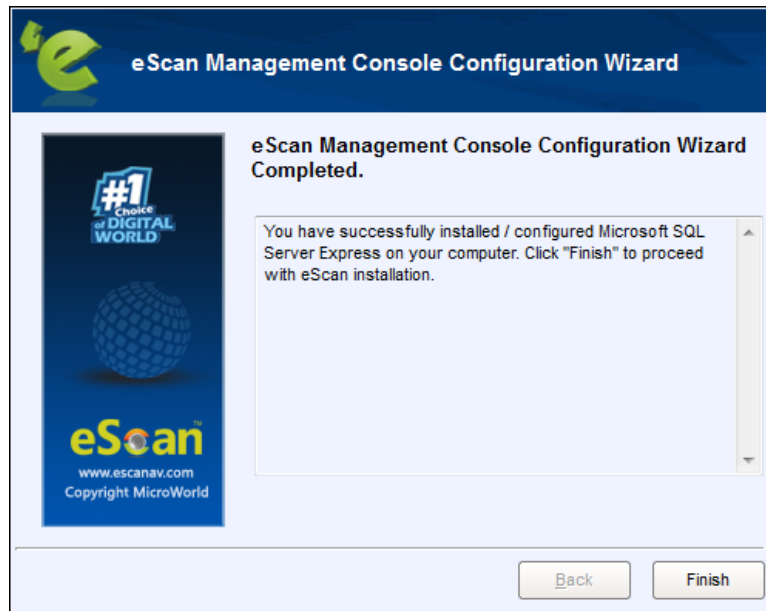 eScan Management Console Configuration Wizard
eScan Management Console Configuration Wizard
Completed.
#1
Choice
of DIGITAL
WORLD
You have successfully installed / configured Microsoft SQL
Server Express on your computer. Click "Finish" to proceed
with eScan installation.
eScan™
www.escanav.com
Copyright MicroWorld
Back
Finish